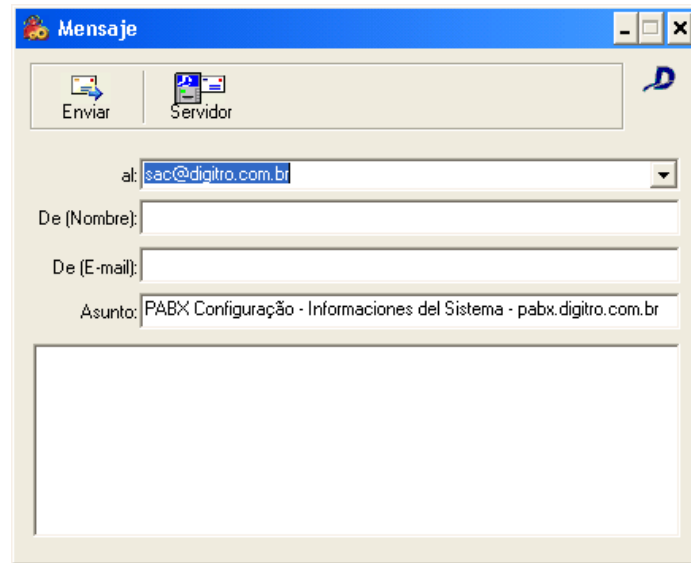 Mensaje
Enviar Servidor
al: sac@digitro.com.br
De (Nombre):
De (E-mail):
Asunto: PABX Configuração - Informaciones del Sistema - pabx.digitro.com.br